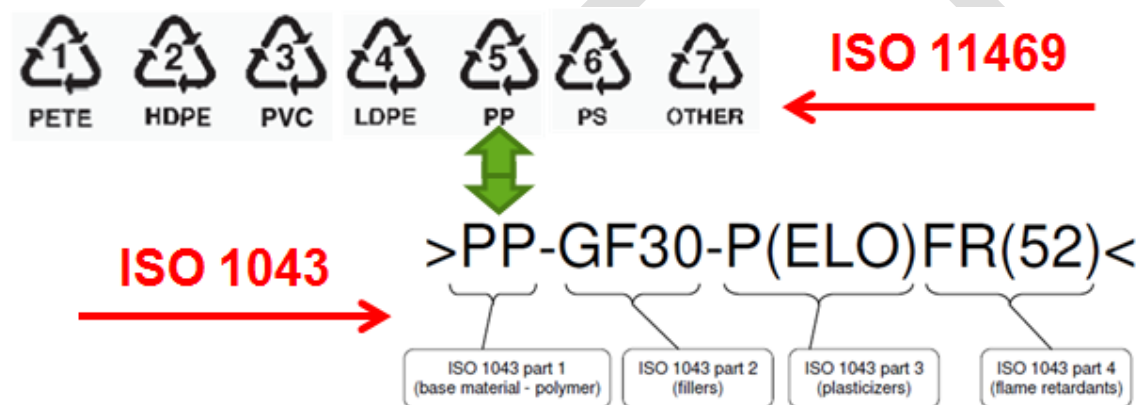 1 2 3 4 5 6 7
PETE HDPE PVC LDPE PP PS OTHER
ISO 11469
ISO 1043
>PP-GF30-P(ELO)FR(52)<
ISO 1043 part 1
(base material - polymer)
ISO 1043 part 2
(fillers)
ISO 1043 part 3
(plasticizers)
ISO 1043 part 4
(flame retardants)